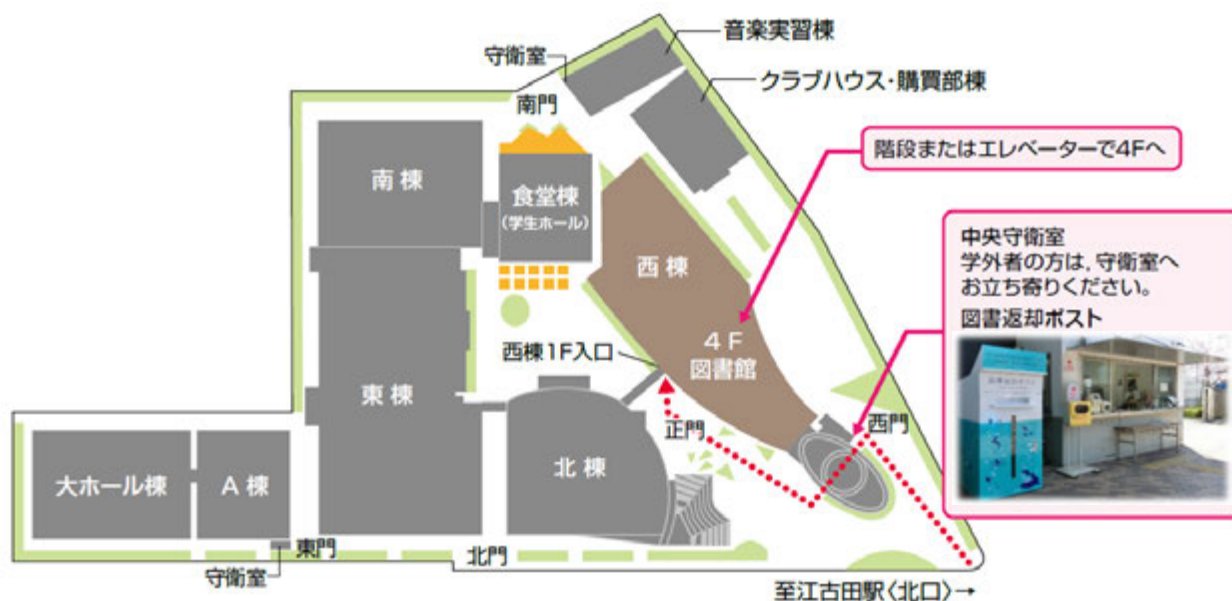 音楽実習棟
守衛室
クラブハウス・購買部棟
南門
階段またはエレベーターで4Fへ
南棟
食堂棟
(学生ホール)
中央守衛室
学外者の方は、守衛室へ
お立ち寄りください。
図書返却ポスト
西棟
4F
図書館
西棟1F入口
東棟
正門
西門
北棟
大ホール棟
A棟
東門
北門
守衛室
至江古田駅〈北口〉→